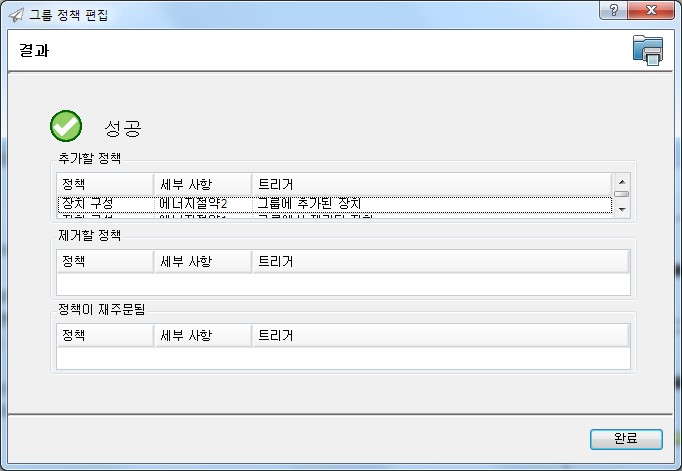 그룹 정책 편집
결과
성공
추가할 정책
정책 세부 사항 트리거
장치 구성 에너지절약2 그룹에 추가된 장치
제거할 정책
정책 세부 사항 트리거
정책이 재주문됨
정책 세부 사항 트리거
완료